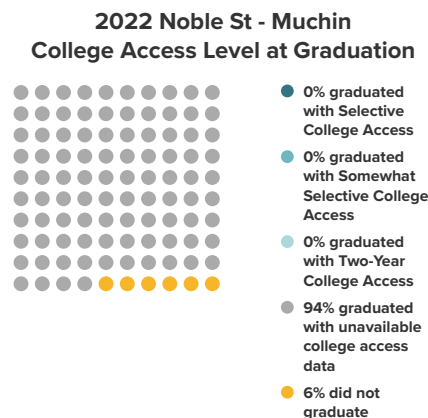 2022 Noble St - Muchin
College Access Level at Graduation
0% graduated
with Selective
College Access
0% graduated
with Somewhat
Selective College
Access
0% graduated
with Two-Year
College Access
94% graduated
with unavailable
college access
data
6% did not
graduate